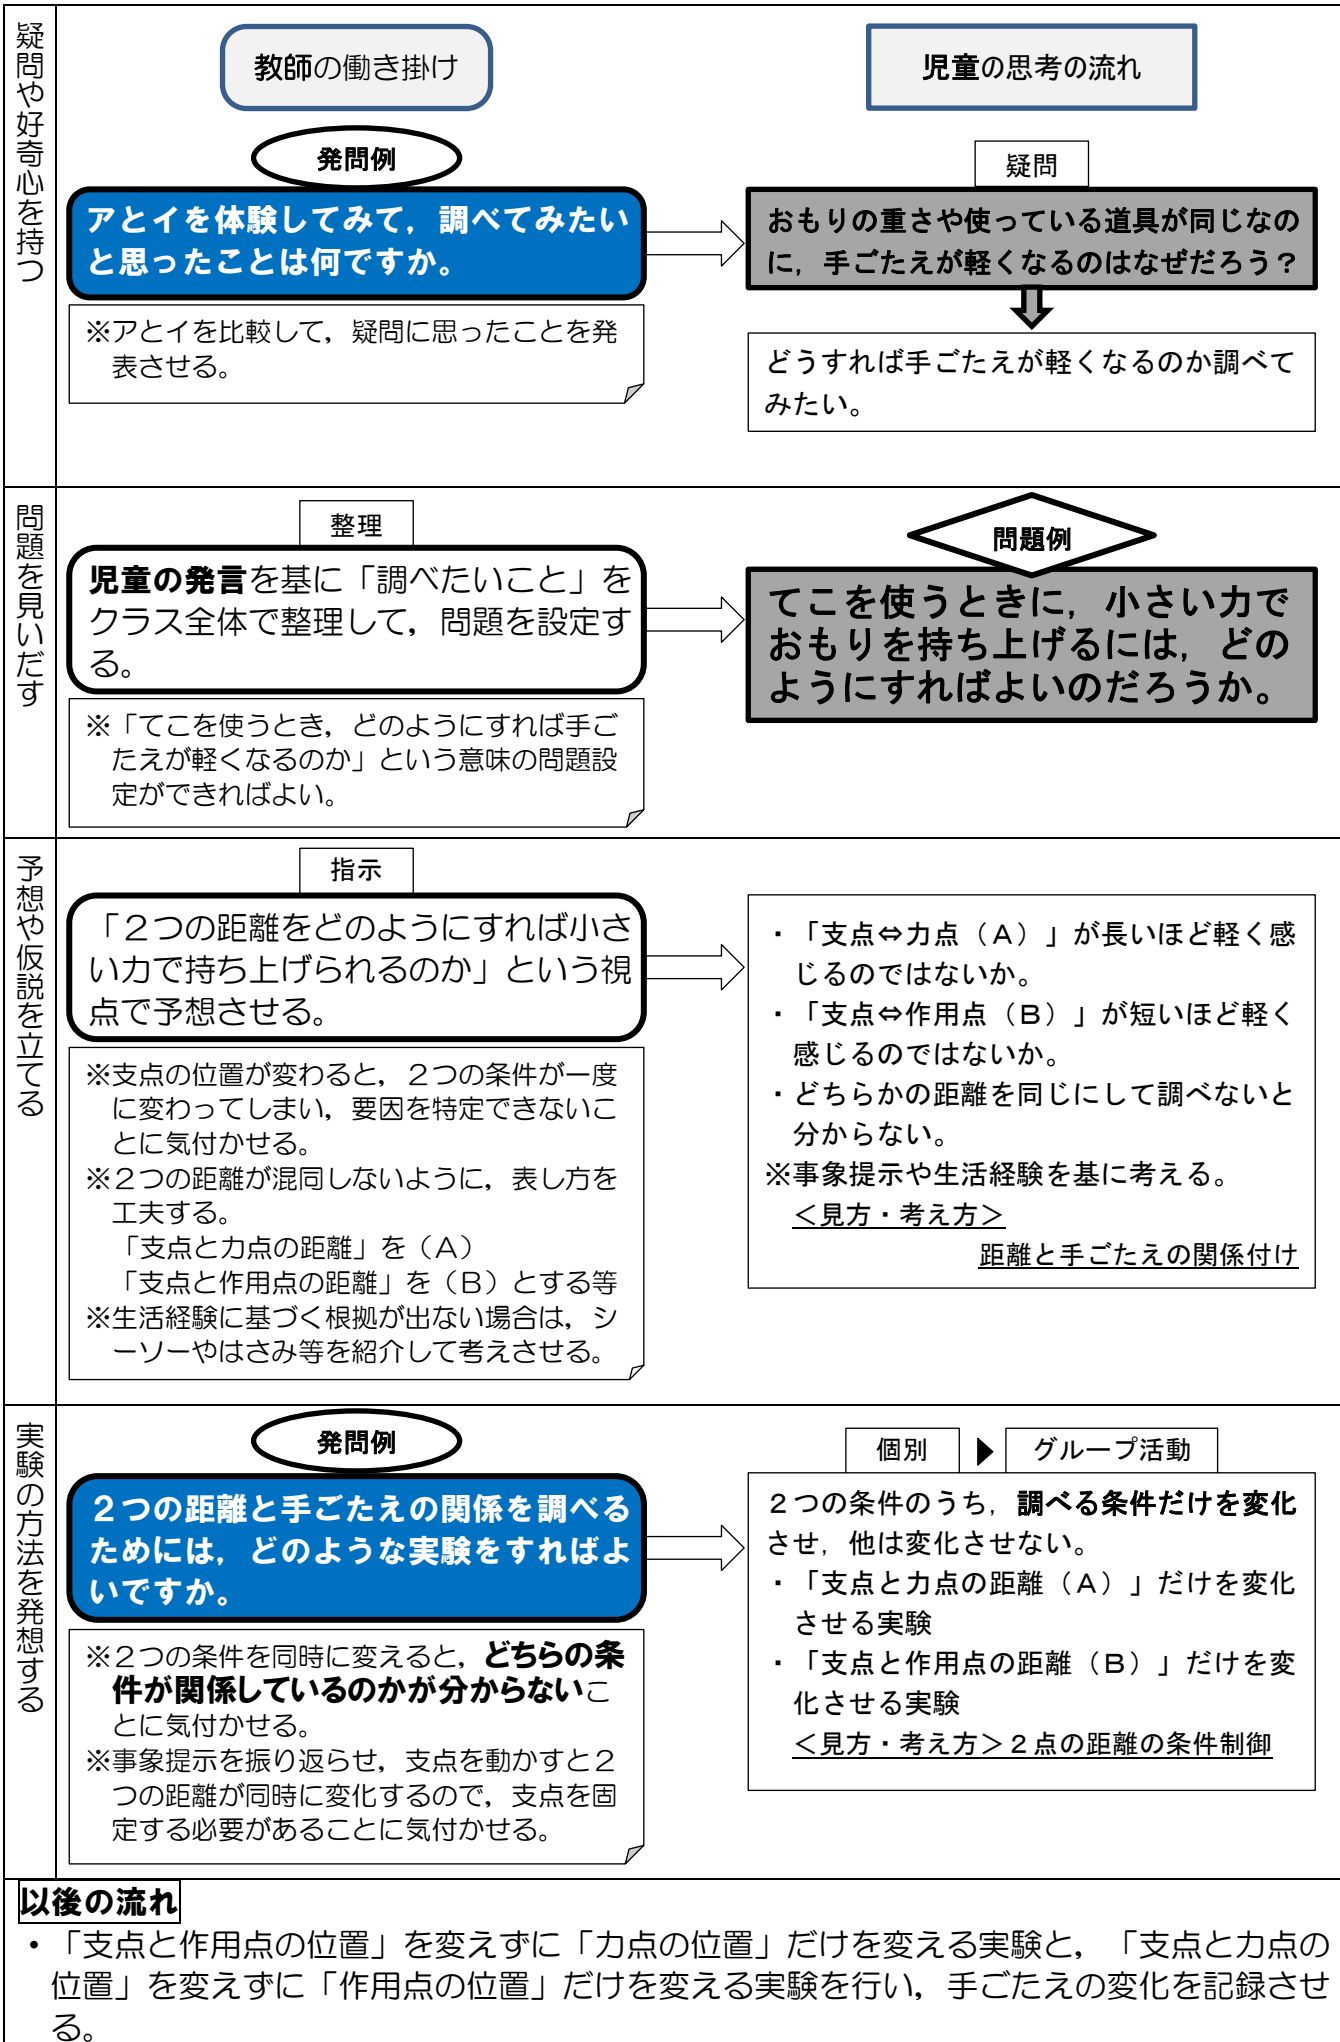 疑問や好奇心を持つ
教師の働き掛け
児童の思考の流れ
発問例
アとイを体験してみて，調べてみたい
と思ったことは何ですか。
※アとイを比較して，疑問に思ったことを発
表させる。
疑問
おもりの重さや使っている道具が同じなの
に，手ごたえが軽くなるのはなぜだろう？
どうすれば手ごたえが軽くなるのか調べて
みたい。
問題を見いだす
整理
児童の発言を基に「調べたいこと」を
クラス全体で整理して，問題を設定す
る。
※「てこを使うとき，どのようにすれば手ご
たえが軽くなるのか」という意味の問題設
定ができればよい。
問題例
てこを使うときに，小さい力で
おもりを持ち上げるには，どの
ようにすればよいのだろうか。
予想や仮説を立てる
指示
「２つの距離をどのようにすれば小さ
い力で持ち上げられるのか」という視
点で予想させる。
※支点の位置が変わると，２つの条件が一度
に変わってしまい，要因を特定できないこ
とに気付かせる。
※２つの距離が混同しないように，表し方を
工夫する。
「支点と力点の距離」を（Ａ）
「支点と作用点の距離」を（Ｂ）とする等
※生活経験に基づく根拠が出ない場合は，シ
ーソーやはさみ等を紹介して考えさせる。
・「支点⇔力点（Ａ）」が長いほど軽く感
じるのではないか。
・「支点⇔作用点（Ｂ）」が短いほど軽く
感じるのではないか。
・どちらかの距離を同じにして調べないと
分からない。
※事象提示や生活経験を基に考える。
＜見方・考え方＞
距離と手ごたえの関係付け
実験の方法を発想する
発問例
２つの距離と手ごたえの関係を調べる
ためには，どのような実験をすればよ
いですか。
※２つの条件を同時に変えると，どちらの条
件が関係しているのかが分からないこ
とに気付かせる。
※事象提示を振り返らせ，支点を動かすと２
つの距離が同時に変化するので，支点を固
定する必要があることに気付かせる。
個別 ▶ グループ活動
２つの条件のうち，調べる条件だけを変化
させ，他は変化させない。
・「支点と力点の距離（Ａ）」だけを変化
させる実験
・「支点と作用点の距離（Ｂ）」だけを変
化させる実験
＜見方・考え方＞２点の距離の条件制御
以後の流れ
・「支点と作用点の位置」を変えずに「力点の位置」だけを変える実験と，「支点と力点の
位置」を変えずに「作用点の位置」だけを変える実験を行い，手ごたえの変化を記録させ
る。